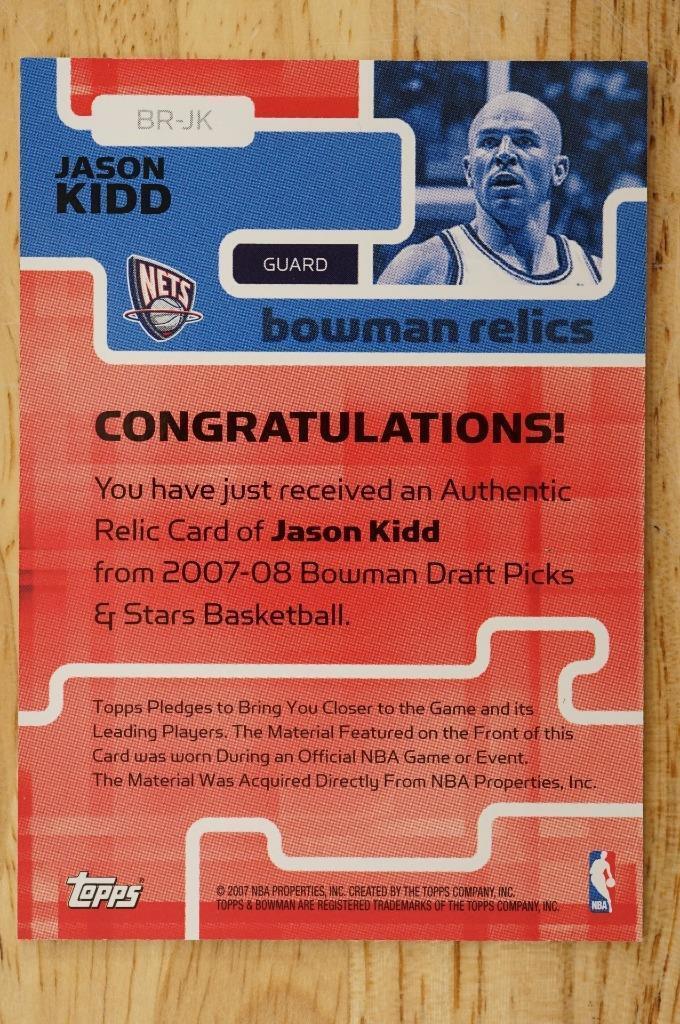 BR-JK
JASON
KIDD
GUARD
NETS
bowman relics
CONGRATULATIONS!
You have just received an Authentic
Relic Card of Jason Kidd
from 2007-08 Bowman Draft Picks
& Stars Basketball.
Topps Pledges to Bring You Closer to the Game and its
Leading Players. The Material Featured on the Front of this
Card was worn During an Official NBA Game or Event.
The Material Was Acquired Directly From NBA Properties, Inc.
topps®
© 2007 NBA PROPERTIES, INC. CREATED BY THE TOPPS COMPANY, INC.
TOPPS & BOWMAN ARE REGISTERED TRADEMARKS OF THE TOPPS COMPANY, INC.
NBA